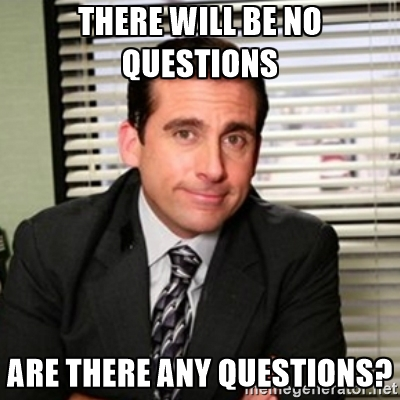 THERE WILL BE NO
QUESTIONS
ARE THERE ANY QUESTIONS?
memegenerator.net